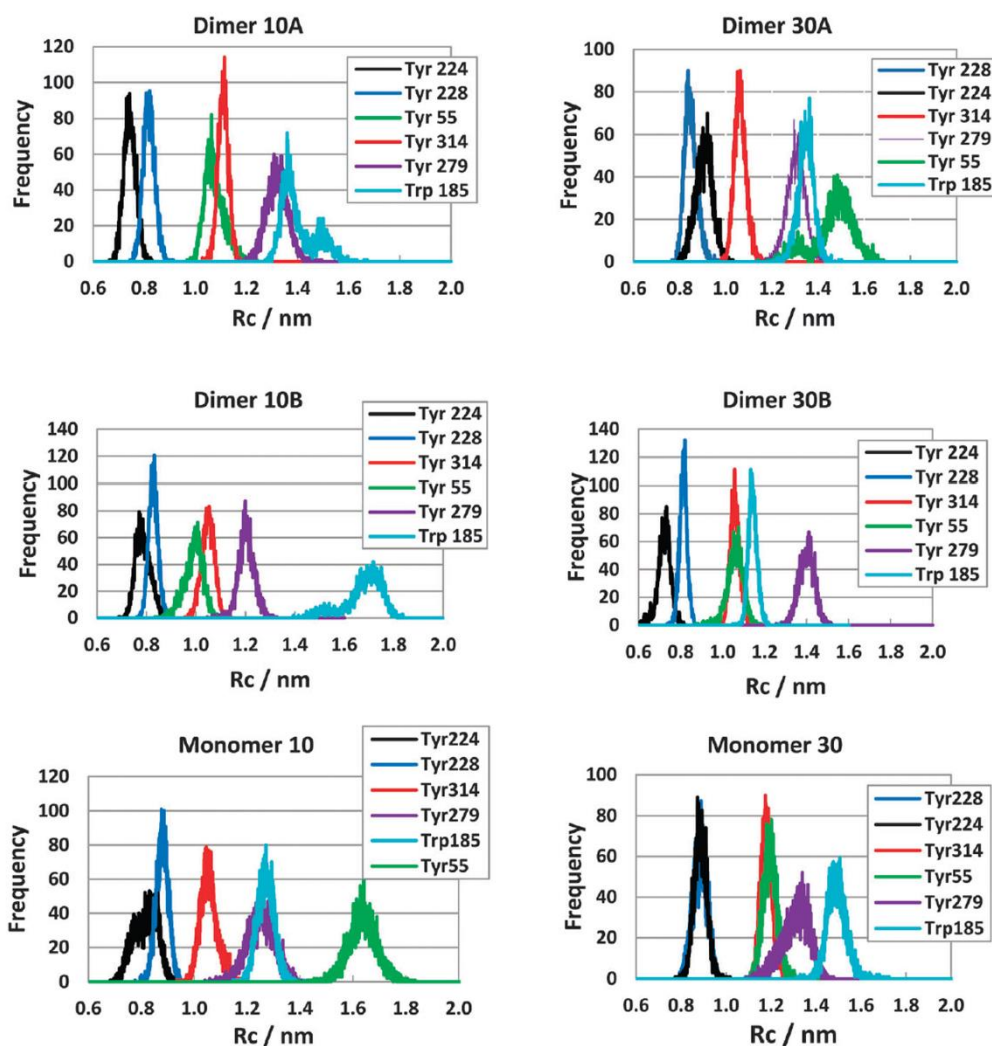 Dimer 10A
Frequency
120
100
80
60
40
20
0
0.6 0.8 1.0 1.2 1.4 1.6 1.8 2.0
Rc / nm
Tyr 224
Tyr 228
Tyr 55
Tyr 314
Tyr 279
Trp 185
Dimer 30A
Frequency
100
80
60
40
20
0
0.6 0.8 1.0 1.2 1.4 1.6 1.8 2.0
Rc / nm
Tyr 228
Tyr 224
Tyr 314
Tyr 279
Tyr 55
Trp 185
Dimer 10B
Frequency
140
120
100
80
60
40
20
0
0.6 0.8 1.0 1.2 1.4 1.6 1.8 2.0
Rc / nm
Tyr 224
Tyr 228
Tyr 314
Tyr 55
Tyr 279
Trp 185
Dimer 30B
Frequency
140
120
100
80
60
40
20
0
0.6 0.8 1.0 1.2 1.4 1.6 1.8 2.0
Rc / nm
Tyr 224
Tyr 228
Tyr 314
Tyr 55
Tyr 279
Trp 185
Monomer 10
Frequency
120
100
80
60
40
20
0
0.6 0.8 1.0 1.2 1.4 1.6 1.8 2.0
Rc / nm
Tyr224
Tyr228
Tyr314
Tyr279
Trp185
Tyr55
Monomer 30
Frequency
100
80
60
40
20
0
0.6 0.8 1.0 1.2 1.4 1.6 1.8 2.0
Rc / nm
Tyr228
Tyr224
Tyr314
Tyr55
Tyr279
Trp185